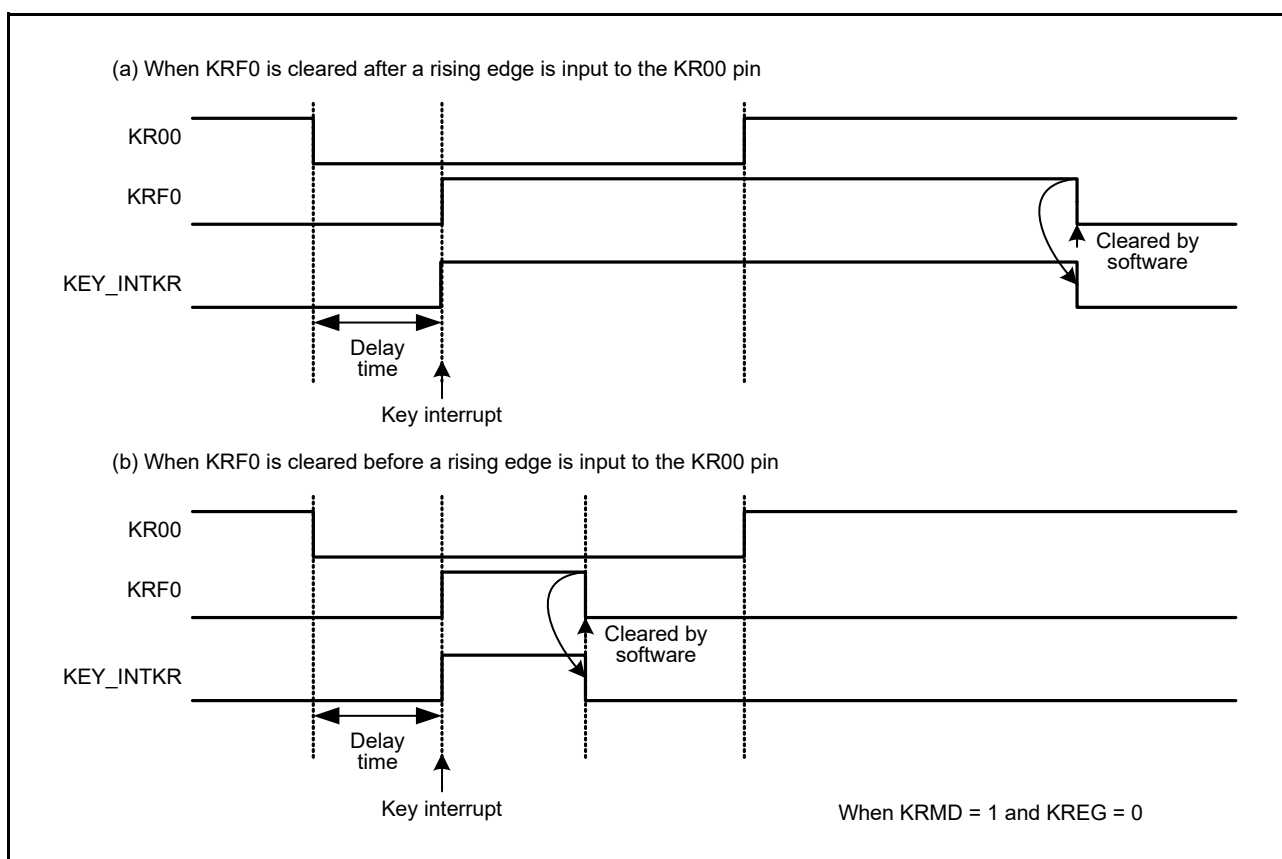 (a) When KRF0 is cleared after a rising edge is input to the KR00 pin
KR00
KRF0
Cleared by
software
KEY_INTKR
Delay
time
Key interrupt
(b) When KRF0 is cleared before a rising edge is input to the KR00 pin
KR00
KRF0
Cleared by
software
KEY_INTKR
Delay
time
Key interrupt
When KRMD = 1 and KREG = 0